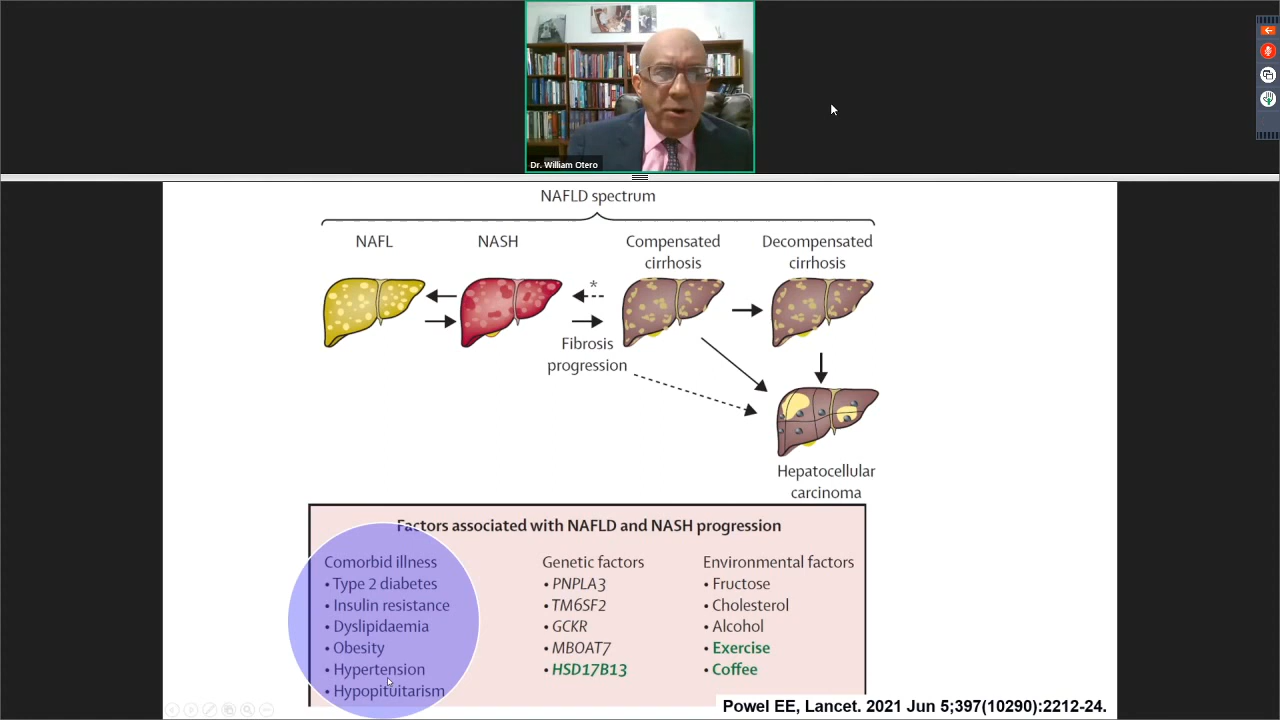 Dr. William Otero
NAFLD spectrum
NAFL
NASH
Compensated
cirrhosis
Decompensated
cirrhosis
*
Fibrosis
progression
Hepatocellular
carcinoma
Factors associated with NAFLD and NASH progression
Comorbid illness
• Type 2 diabetes
• Insulin resistance
• Dyslipidaemia
• Obesity
• Hypertension
• Hypopituitarism
Genetic factors
• PNPLA3
• TM6SF2
• GCKR
• MBOAT7
• HSD17B13
Environmental factors
• Fructose
• Cholesterol
• Alcohol
• Exercise
• Coffee
Powel EE, Lancet. 2021 Jun 5;397(10290):2212-24.